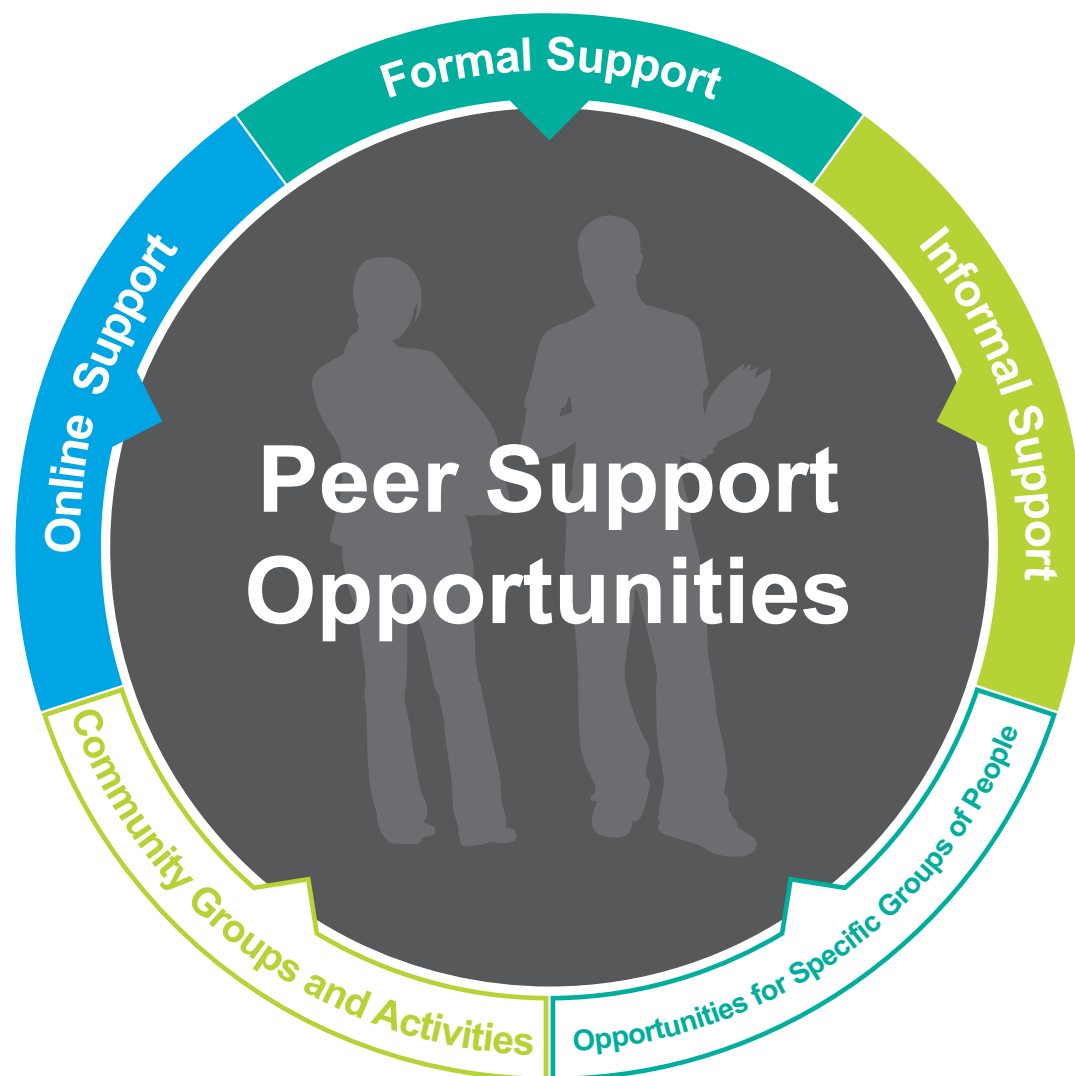 Formal Support
Informal Support
Opportunities for Specific Groups of People
Community Groups and Activities
Online Support
Peer Support
Opportunities